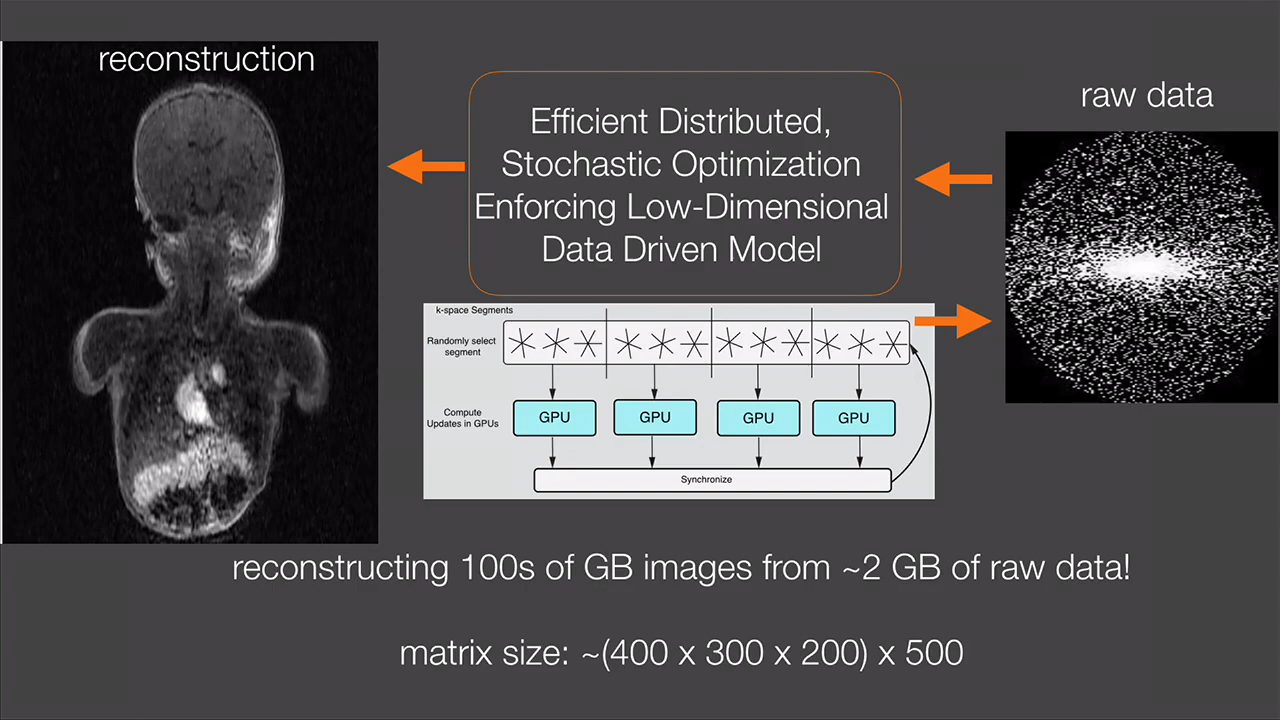 reconstruction
Efficient Distributed,
Stochastic Optimization
Enforcing Low-Dimensional
Data Driven Model
raw data
k-space Segments
Randomly select
segment
Compute
Updates in GPUs
GPU
GPU
GPU
GPU
Synchronize
reconstructing 100s of GB images from ~2 GB of raw data!
matrix size: ~(400 x 300 x 200) x 500